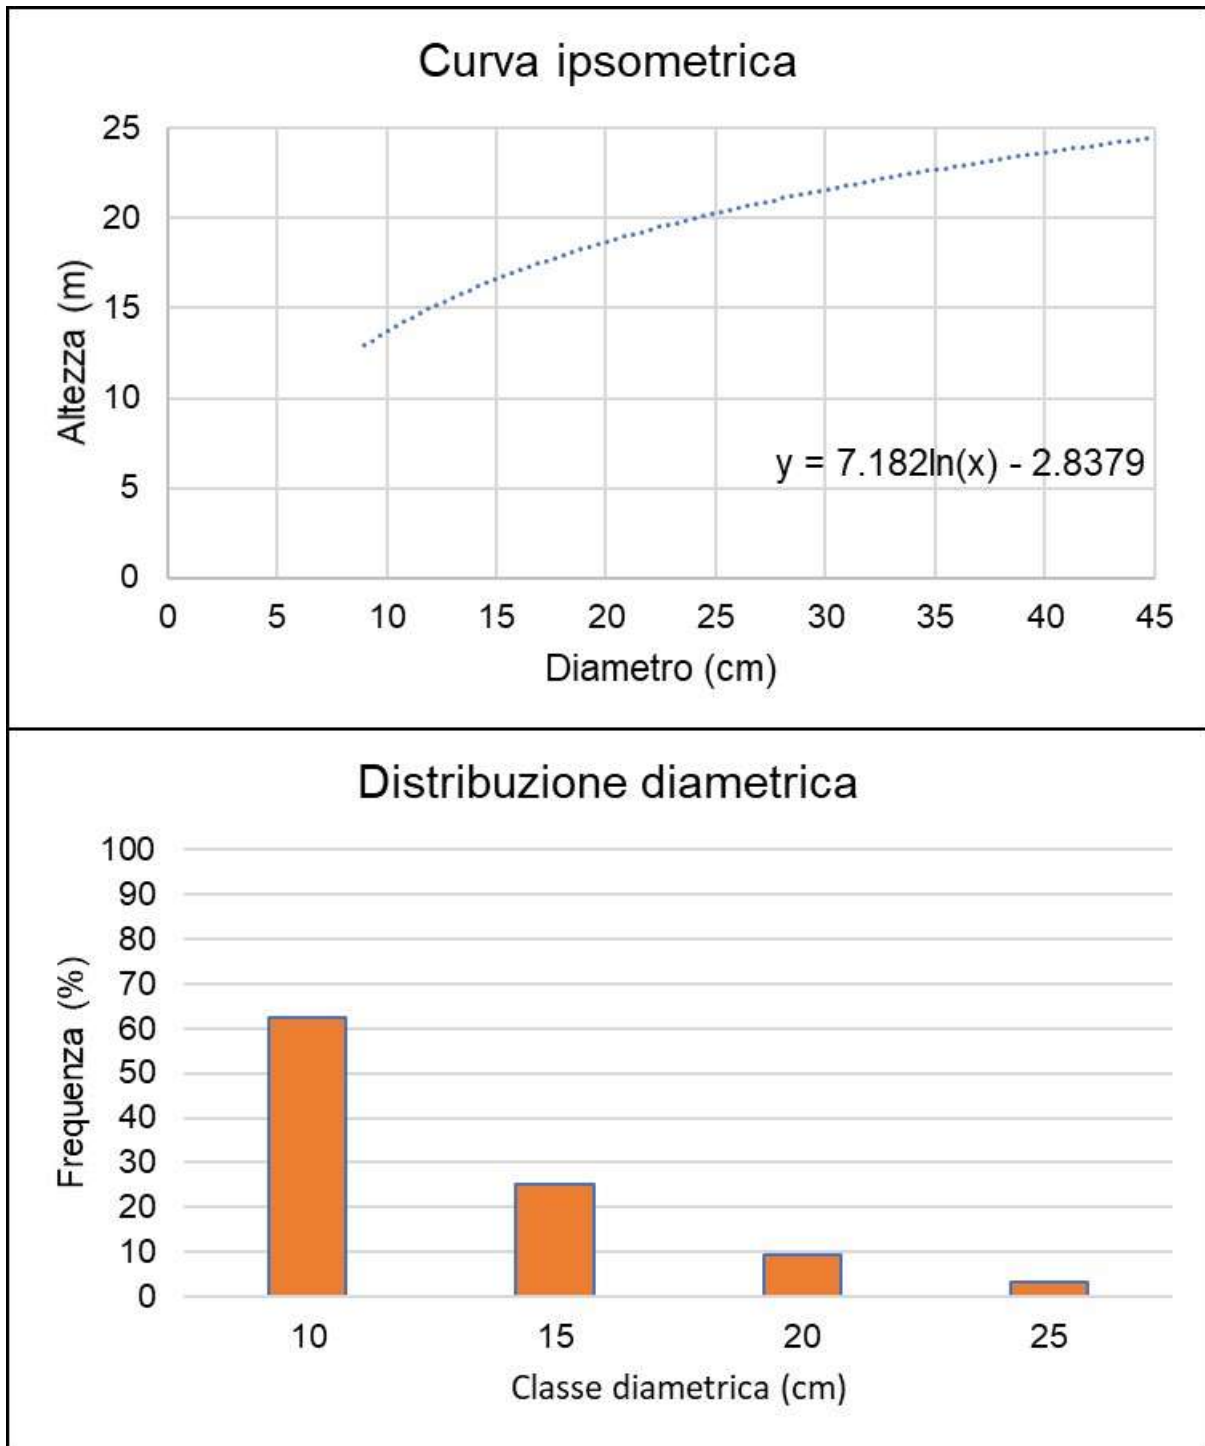 Curva ipsometrica
25
20
15
10
5
0
Altezza (m)
y = 7.182ln(x) - 2.8379
0 5 10 15 20 25 30 35 40 45
Diametro (cm)
Distribuzione diametrica
100
90
80
70
60
50
40
30
20
10
0
Frequenza (%)
10 15 20 25
Classe diametrica (cm)